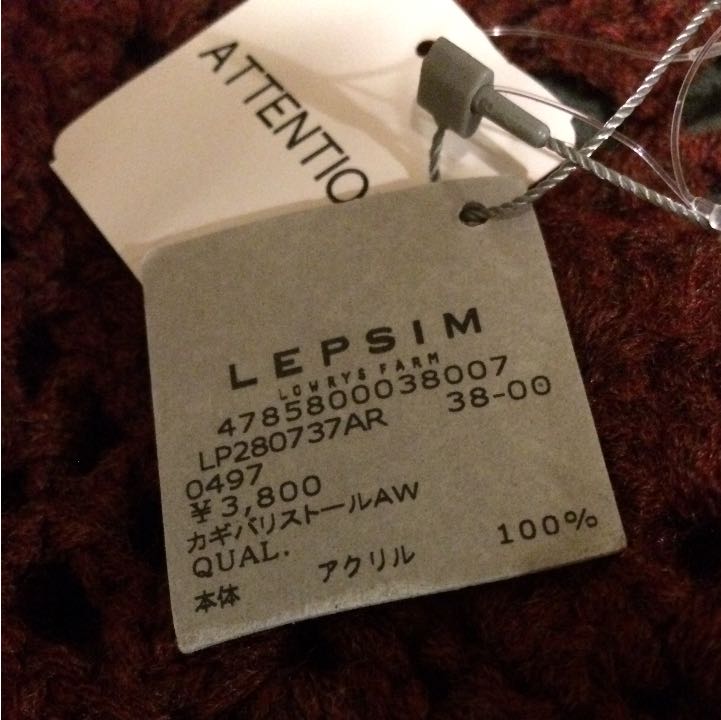 ATTENTIO
LEPSIM
LOWRYS FARM
4785800038007
LP280737AR 38-00
0497
¥3,800
カギバリストールAW
QUAL.
本体 アクリル 100%